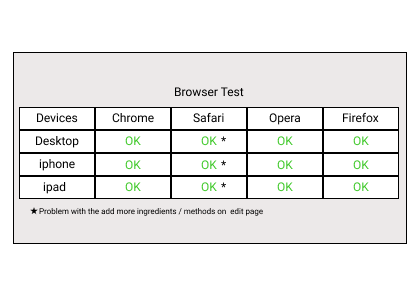 Browser Test
Devices Chrome Safari Opera Firefox
Desktop OK OK * OK OK
iphone OK OK * OK OK
ipad OK OK * OK OK
★Problem with the add more ingredients / methods on edit page